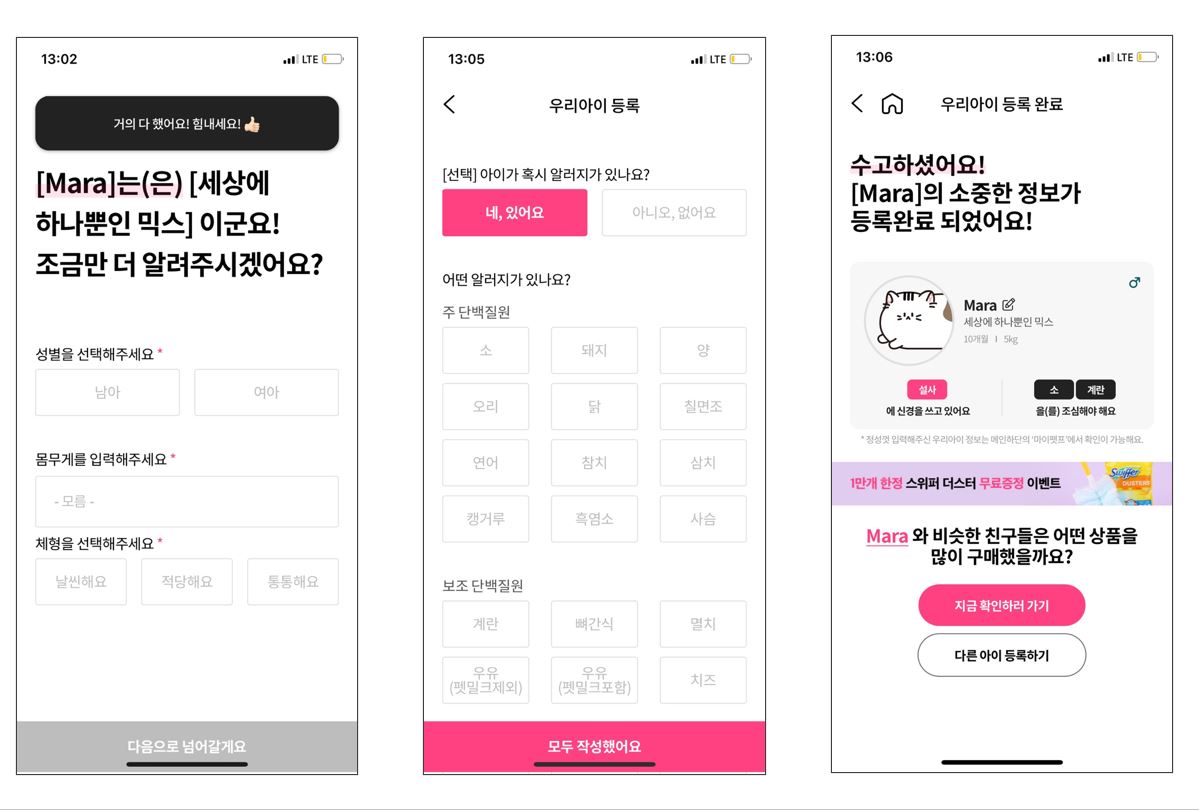 13:02
LTE
거의 다 했어요! 힘내세요! 👍🏻
[Mara]는(은) [세상에
하나뿐인 믹스] 이군요!
조금만 더 알려주시겠어요?
성별을 선택해주세요 *
남아
여아
몸무게를 입력해주세요 *
- 모름 -
체형을 선택해주세요 *
날씬해요
적당해요
통통해요
다음으로 넘어갈게요
13:05
LTE
우리아이 등록
[선택] 아이가 혹시 알러지가 있나요?
네, 있어요
아니오, 없어요
어떤 알러지가 있나요?
주 단백질원
소
돼지
양
오리
닭
칠면조
연어
참치
삼치
캥거루
흑염소
사슴
보조 단백질원
계란
뼈간식
멸치
우유
(펫밀크제외)
우유
(펫밀크포함)
치즈
모두 작성했어요
13:06
LTE
우리아이 등록 완료
수고하셨어요!
[Mara]의 소중한 정보가
등록완료 되었어요!
Mara
세상에 하나뿐인 믹스
10개월 | 5kg
설사
에 신경을 쓰고 있어요
소 계란
을(를) 조심해야 해요
* 정성껏 입력해주신 우리아이 정보는 메인하단의 '마이펫프'에서 확인이 가능해요.
1만개 한정 스위퍼 더스터 무료증정 이벤트
Swiffer
DUSTERS
Mara 와 비슷한 친구들은 어떤 상품을
많이 구매했을까요?
지금 확인하러 가기
다른 아이 등록하기